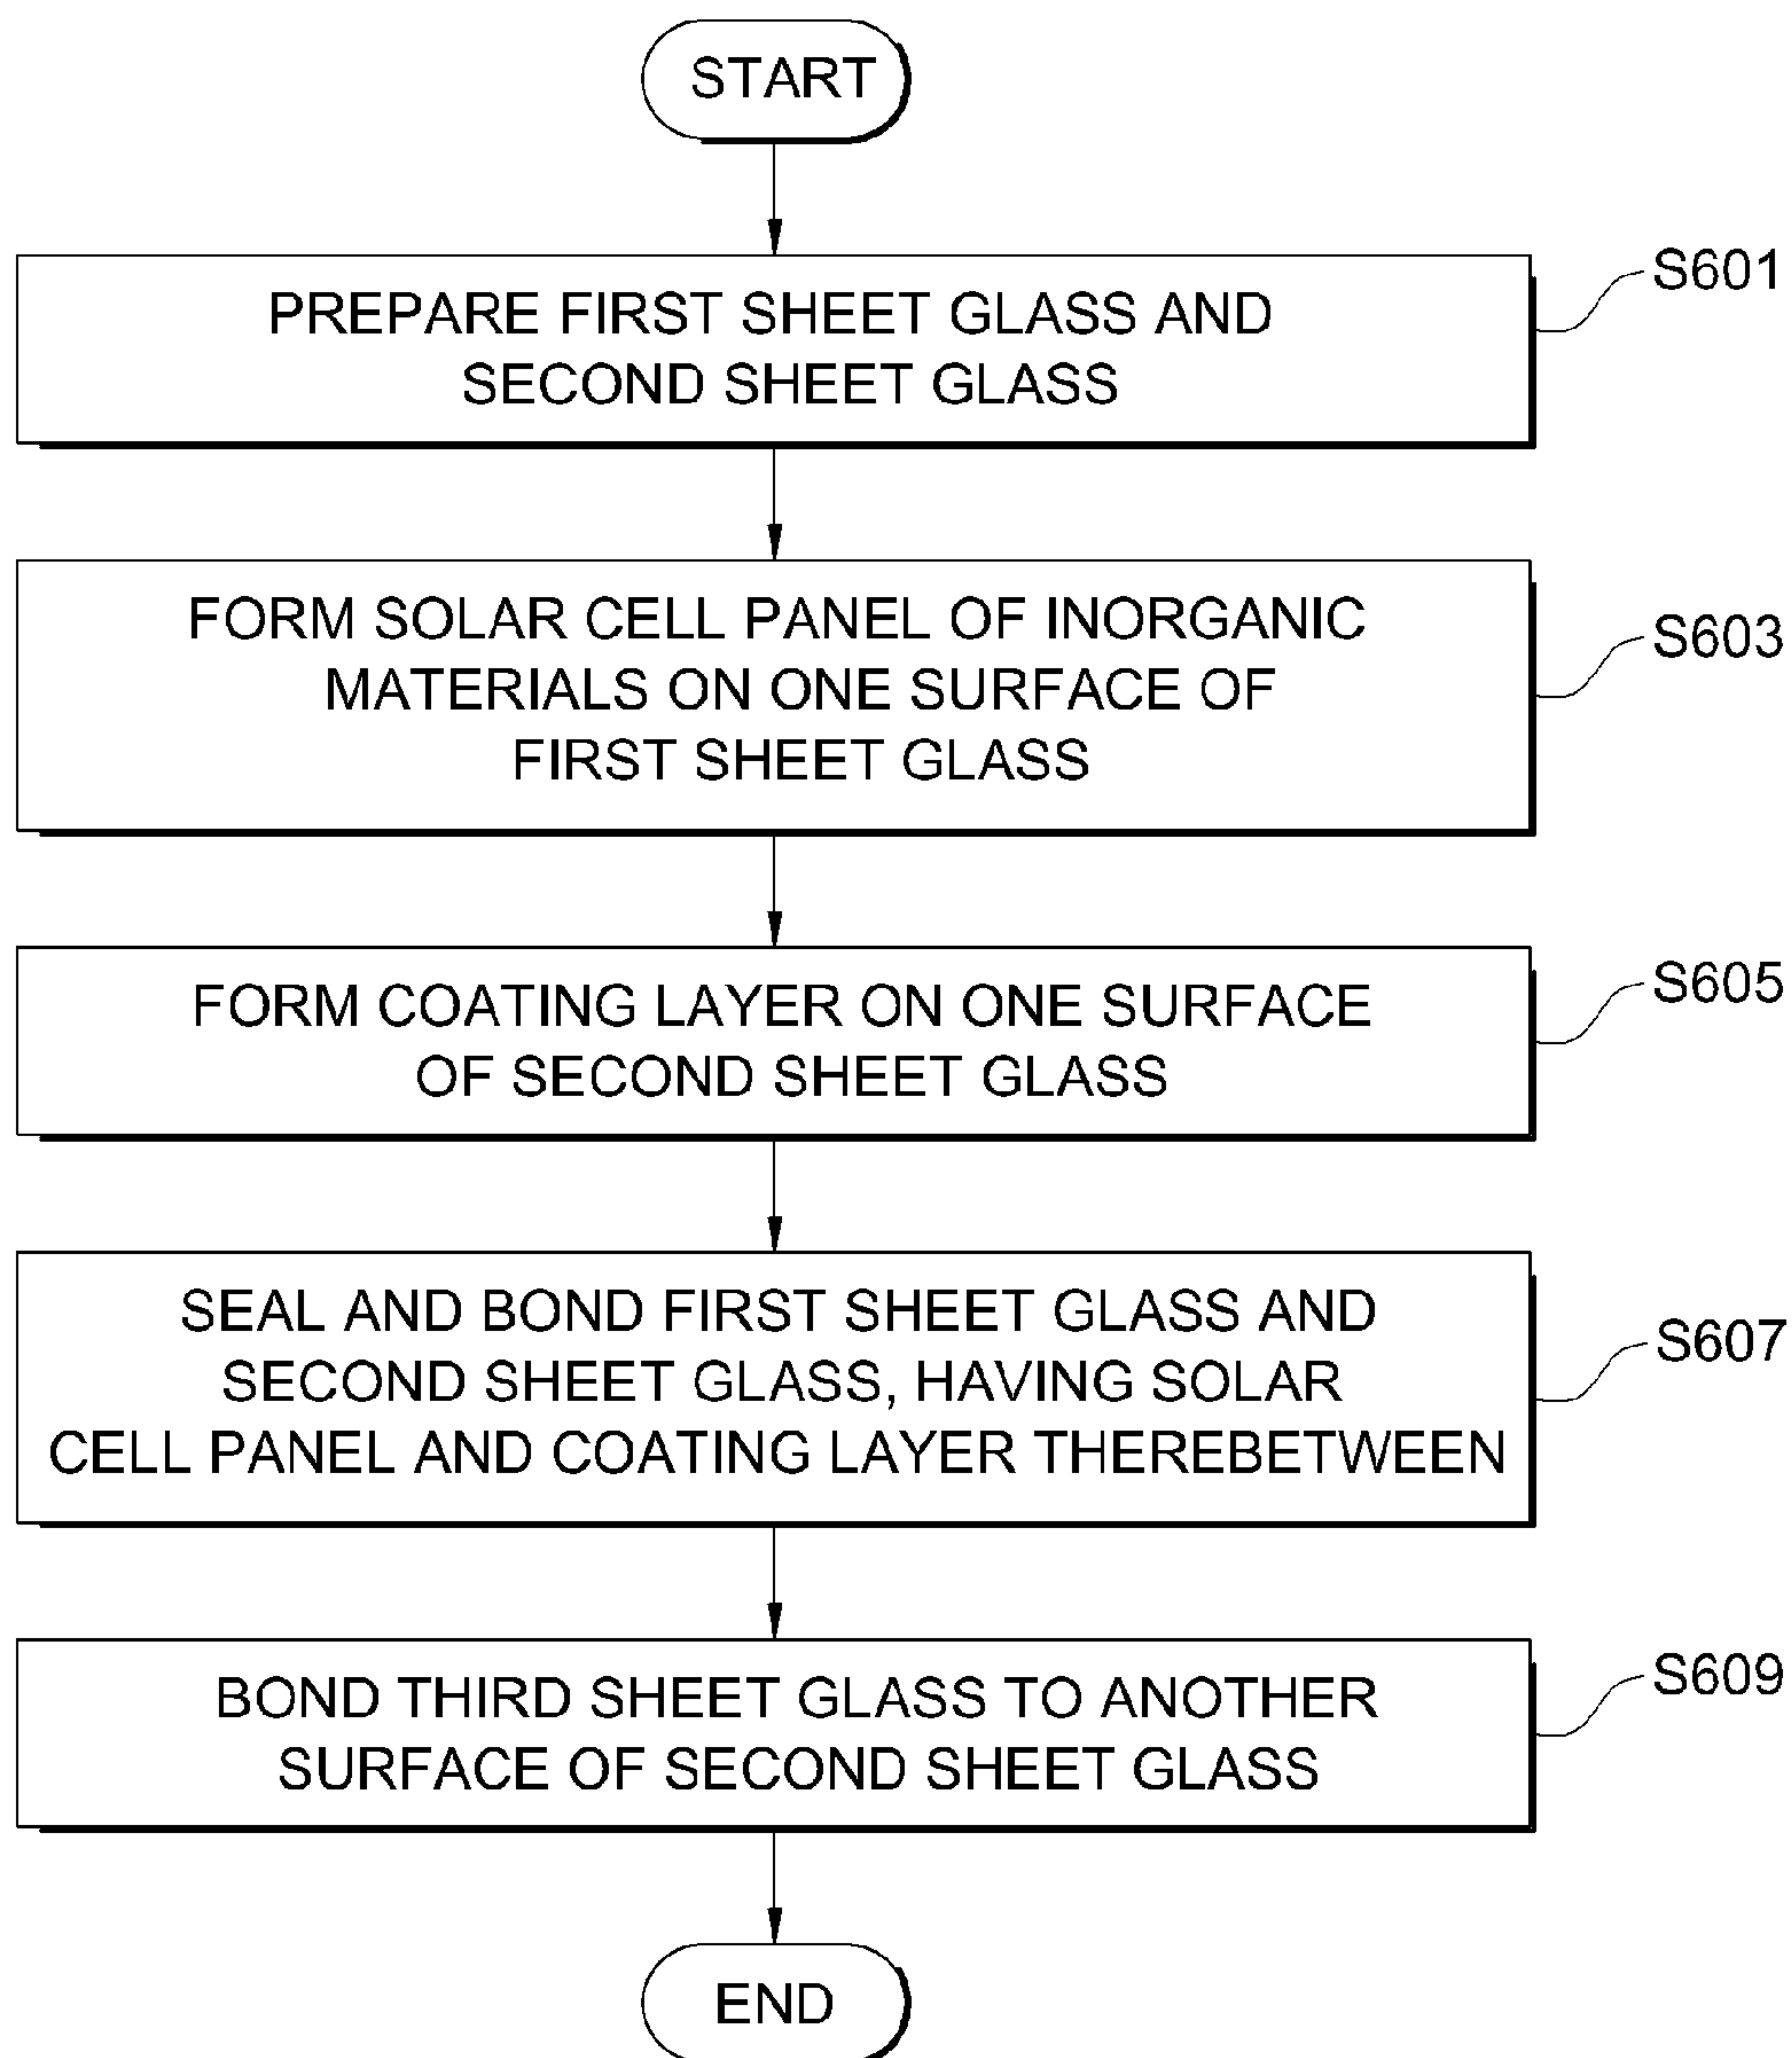 START
PREPARE FIRST SHEET GLASS AND
SECOND SHEET GLASS
S601
FORM SOLAR CELL PANEL OF INORGANIC
MATERIALS ON ONE SURFACE OF
FIRST SHEET GLASS
S603
FORM COATING LAYER ON ONE SURFACE
OF SECOND SHEET GLASS
S605
SEAL AND BOND FIRST SHEET GLASS AND
SECOND SHEET GLASS, HAVING SOLAR
CELL PANEL AND COATING LAYER THEREBETWEEN
S607
BOND THIRD SHEET GLASS TO ANOTHER
SURFACE OF SECOND SHEET GLASS
S609
END